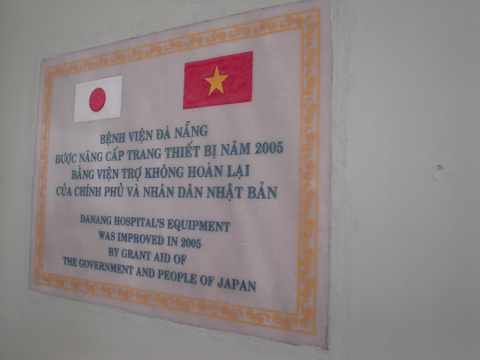 BỆNH VIỆN ĐÀ NẴNG
ĐƯỢC NÂNG CẤP TRANG THIẾT BỊ NĂM 2005
BẰNG VIỆN TRỢ KHÔNG HOÀN LẠI
CỦA CHÍNH PHỦ VÀ NHÂN DÂN NHẬT BẢN
DANANG HOSPITAL'S EQUIPMENT
WAS IMPROVED IN 2005
BY GRANT AID OF
THE GOVERNMENT AND PEOPLE OF JAPAN